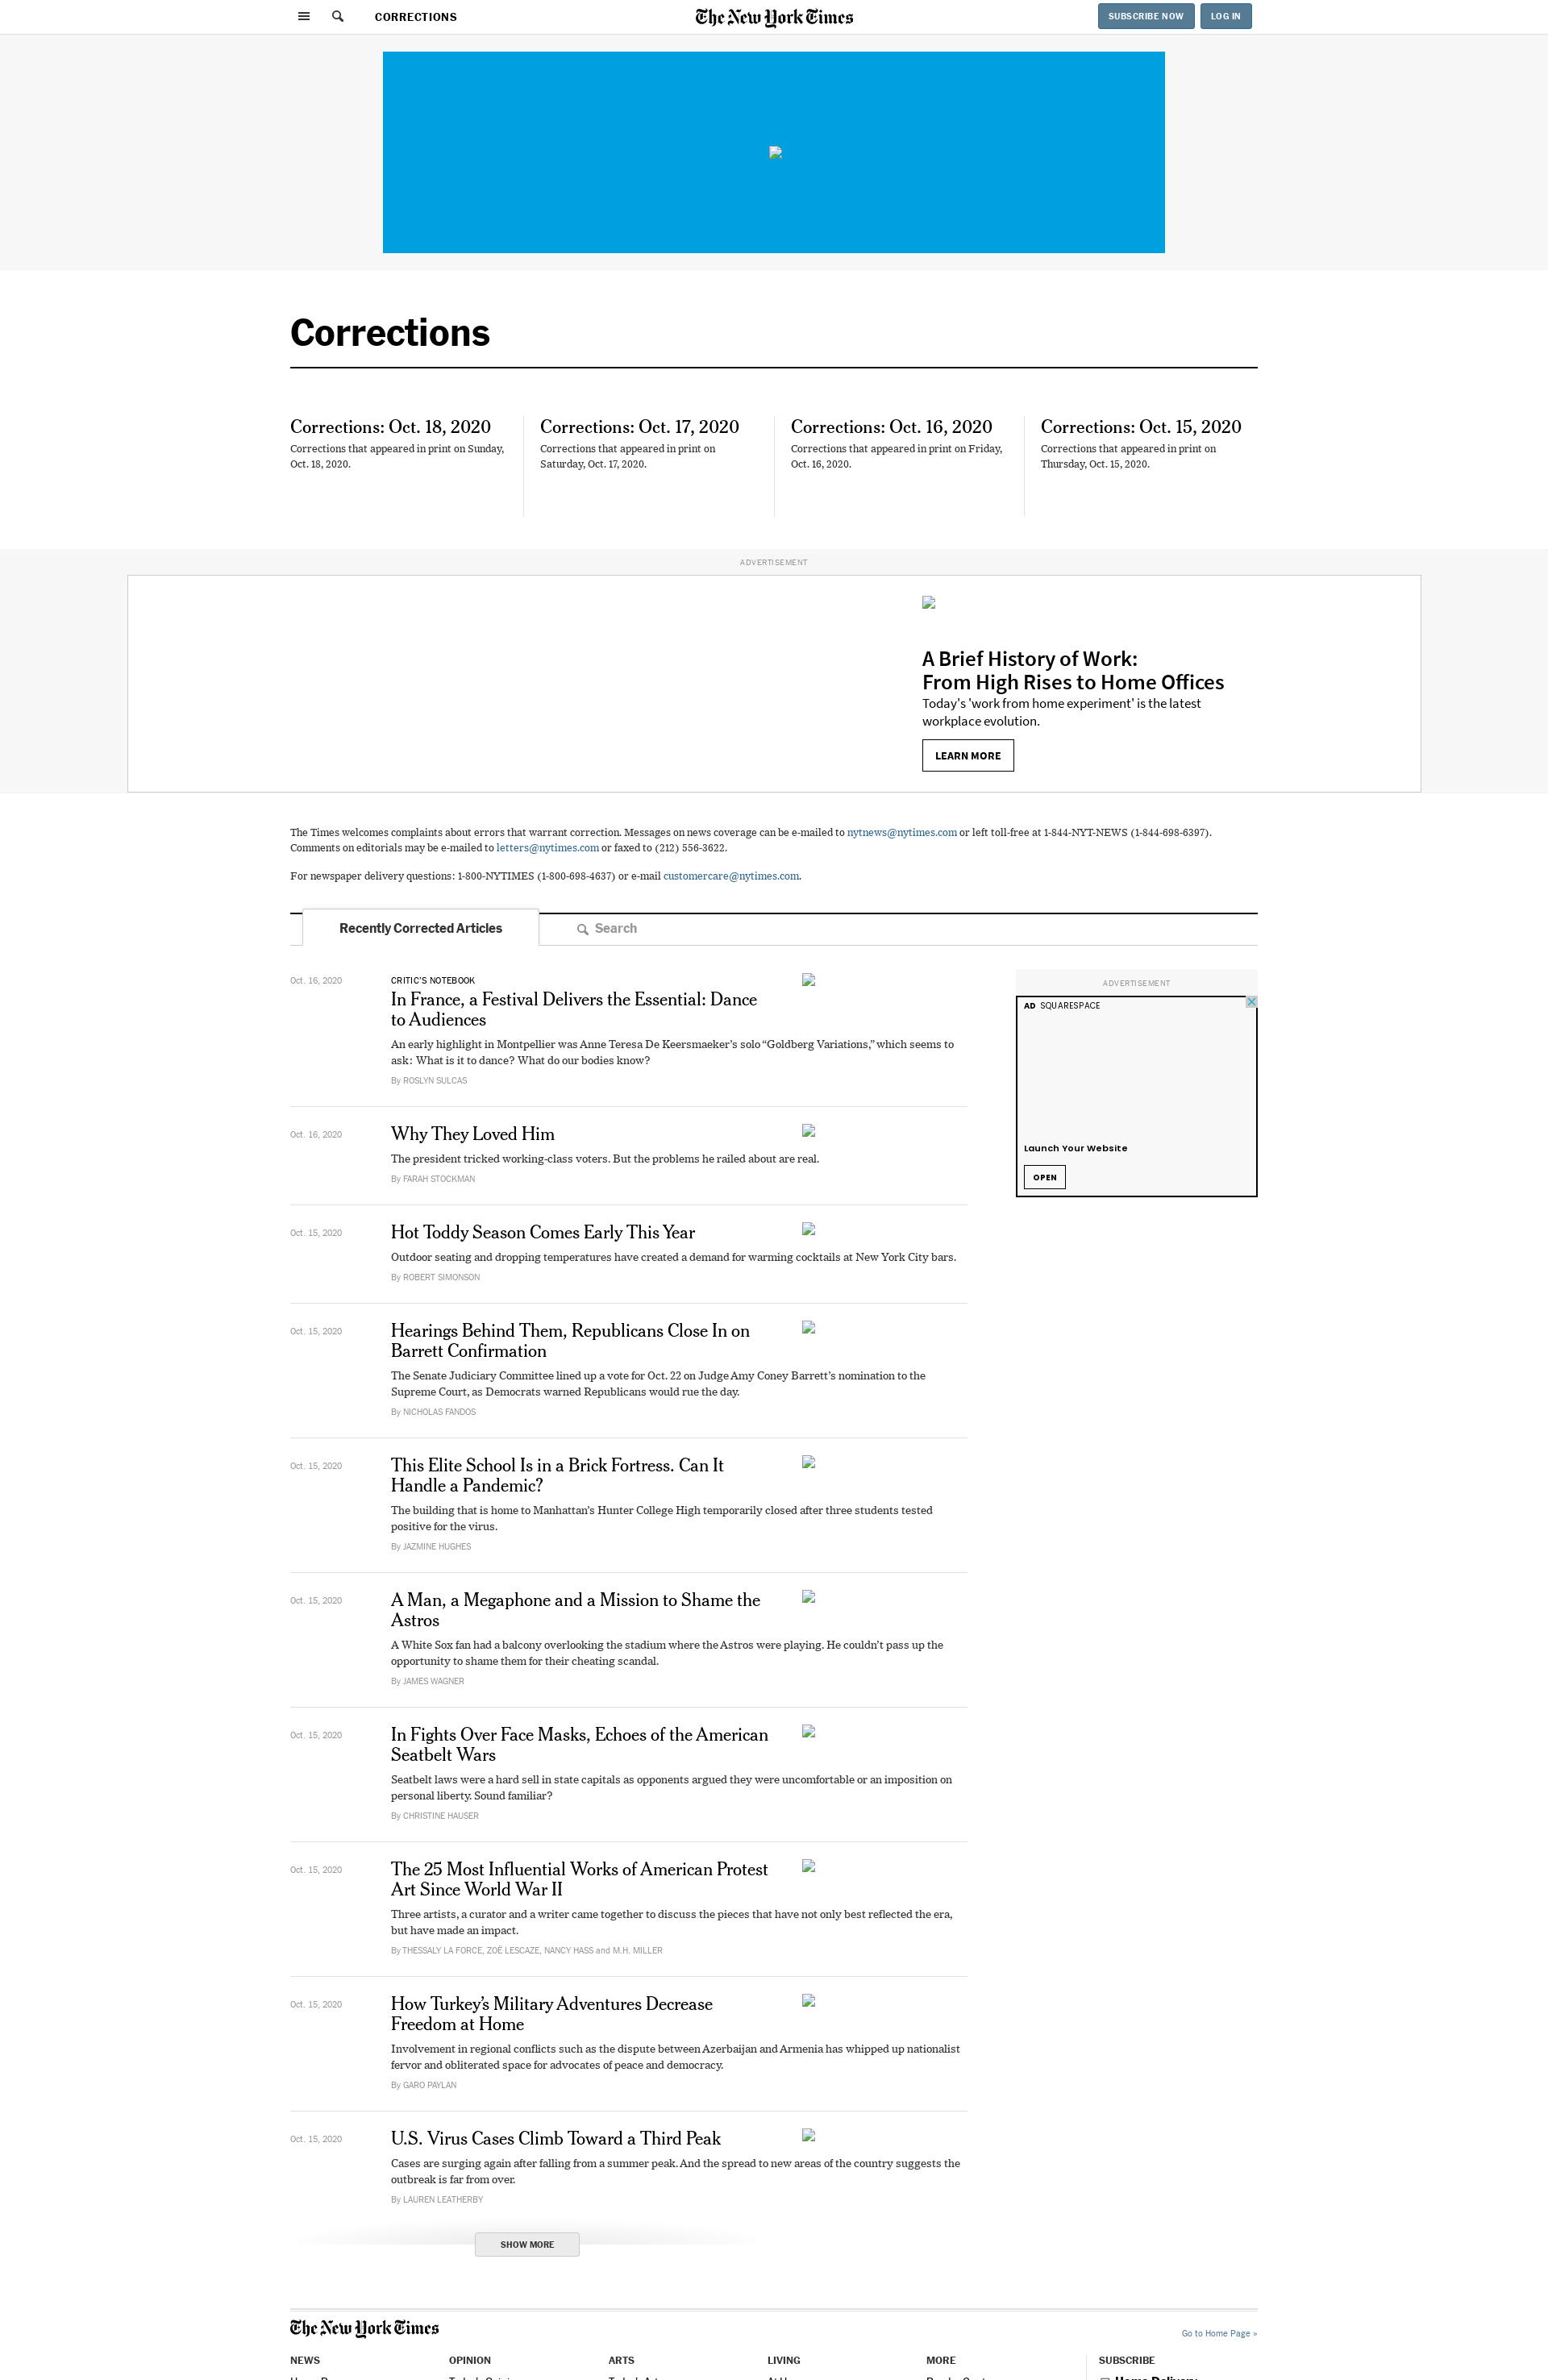 CORRECTIONS
The New York Times
SUBSCRIBE NOW
LOG IN
Corrections
Corrections: Oct. 18, 2020
Corrections that appeared in print on Sunday,
Oct. 18, 2020.
Corrections: Oct. 17, 2020
Corrections that appeared in print on
Saturday, Oct. 17, 2020.
Corrections: Oct. 16, 2020
Corrections that appeared in print on Friday,
Oct. 16, 2020.
Corrections: Oct. 15, 2020
Corrections that appeared in print on
Thursday, Oct. 15, 2020.
ADVERTISEMENT
A Brief History of Work:
From High Rises to Home Offices
Today's 'work from home experiment' is the latest
workplace evolution.
LEARN MORE
The Times welcomes complaints about errors that warrant correction. Messages on news coverage can be e-mailed to nytnews@nytimes.com or left toll-free at 1-844-NYT-NEWS (1-844-698-6397).
Comments on editorials may be e-mailed to letters@nytimes.com or faxed to (212) 556-3622.
For newspaper delivery questions: 1-800-NYTIMES (1-800-698-4637) or e-mail customercare@nytimes.com.
Recently Corrected Articles
Search
Oct. 16, 2020
CRITIC'S NOTEBOOK
In France, a Festival Delivers the Essential: Dance
to Audiences
An early highlight in Montpellier was Anne Teresa De Keersmaeker’s solo “Goldberg Variations,” which seems to
ask: What is it to dance? What do our bodies know?
By ROSLYN SULCAS
ADVERTISEMENT
AD SQUARESPACE
Launch Your Website
OPEN
Oct. 16, 2020
Why They Loved Him
The president tricked working-class voters. But the problems he railed about are real.
By FARAH STOCKMAN
Oct. 15, 2020
Hot Toddy Season Comes Early This Year
Outdoor seating and dropping temperatures have created a demand for warming cocktails at New York City bars.
By ROBERT SIMONSON
Oct. 15, 2020
Hearings Behind Them, Republicans Close In on
Barrett Confirmation
The Senate Judiciary Committee lined up a vote for Oct. 22 on Judge Amy Coney Barrett’s nomination to the
Supreme Court, as Democrats warned Republicans would rue the day.
By NICHOLAS FANDOS
Oct. 15, 2020
This Elite School Is in a Brick Fortress. Can It
Handle a Pandemic?
The building that is home to Manhattan’s Hunter College High temporarily closed after three students tested
positive for the virus.
By JAZMINE HUGHES
Oct. 15, 2020
A Man, a Megaphone and a Mission to Shame the
Astros
A White Sox fan had a balcony overlooking the stadium where the Astros were playing. He couldn’t pass up the
opportunity to shame them for their cheating scandal.
By JAMES WAGNER
Oct. 15, 2020
In Fights Over Face Masks, Echoes of the American
Seatbelt Wars
Seatbelt laws were a hard sell in state capitals as opponents argued they were uncomfortable or an imposition on
personal liberty. Sound familiar?
By CHRISTINE HAUSER
Oct. 15, 2020
The 25 Most Influential Works of American Protest
Art Since World War II
Three artists, a curator and a writer came together to discuss the pieces that have not only best reflected the era,
but have made an impact.
By THESSALY LA FORCE, ZOË LESCAZE, NANCY HASS and M.H. MILLER
Oct. 15, 2020
How Turkey’s Military Adventures Decrease
Freedom at Home
Involvement in regional conflicts such as the dispute between Azerbaijan and Armenia has whipped up nationalist
fervor and obliterated space for advocates of peace and democracy.
By GARO PAYLAN
Oct. 15, 2020
U.S. Virus Cases Climb Toward a Third Peak
Cases are surging again after falling from a summer peak. And the spread to new areas of the country suggests the
outbreak is far from over.
By LAUREN LEATHERBY
SHOW MORE
The New York Times
Go to Home Page »
NEWS
OPINION
ARTS
LIVING
MORE
SUBSCRIBE